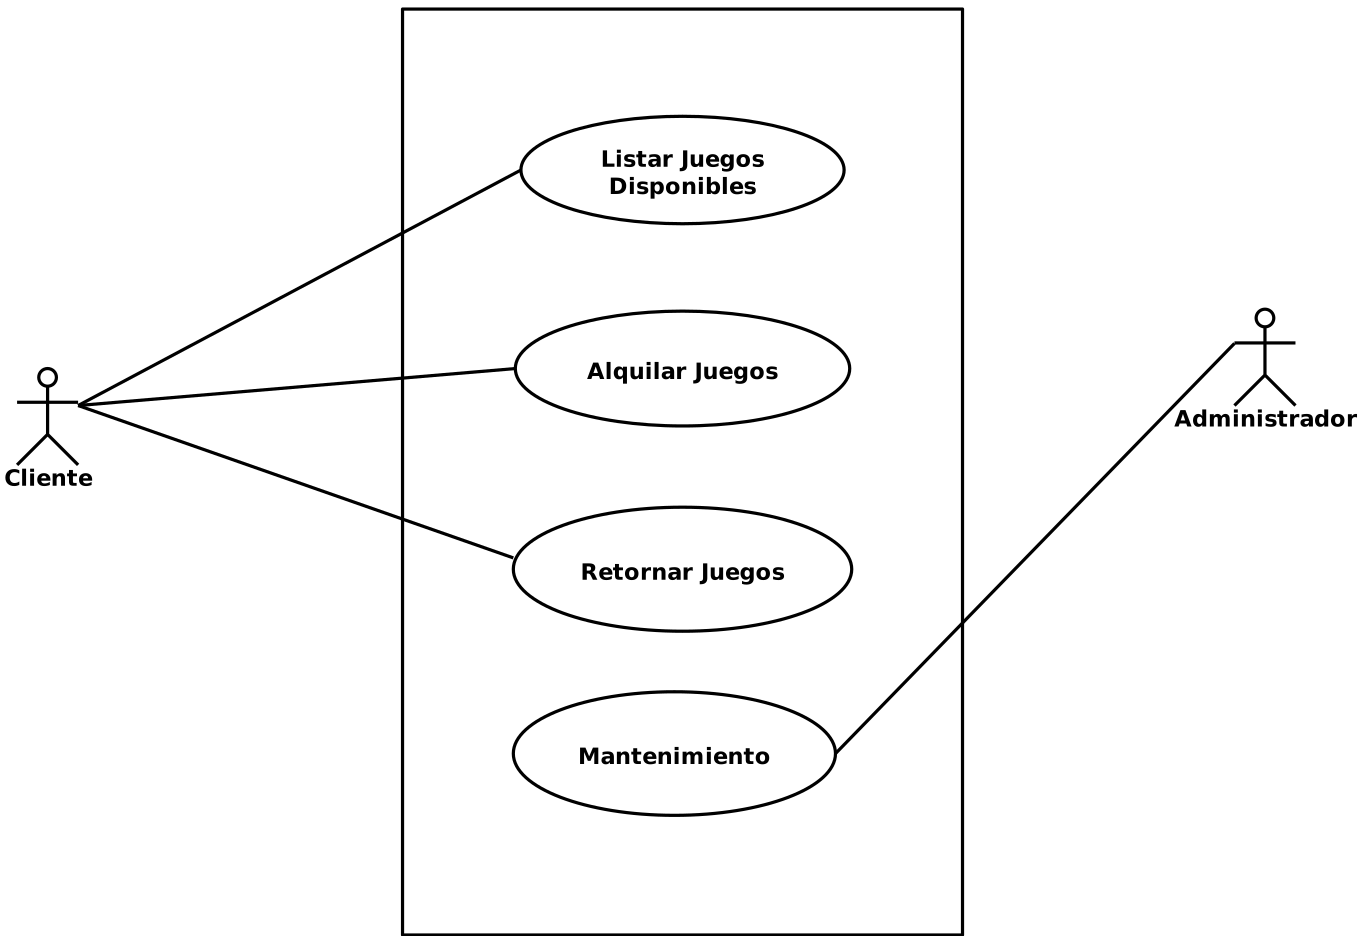 Listar Juegos
Disponibles
Alquilar Juegos
Administrador
Cliente
Retornar Juegos
Mantenimiento